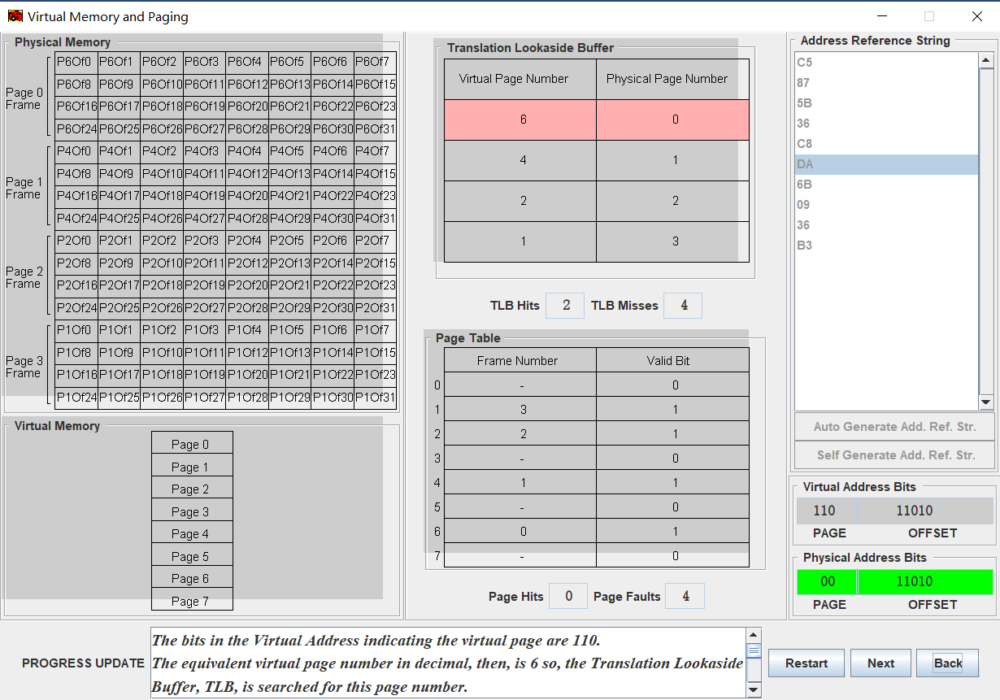 Virtual Memory and Paging
Physical Memory
Page 0
Frame
P6Of0 P6Of1 P6Of2 P6Of3 P6Of4 P6Of5 P6Of6 P6Of7
P6Of8 P6Of9 P6Of10 P6Of11 P6Of12 P6Of13 P6Of14 P6Of15
P6Of16 P6Of17 P6Of18 P6Of19 P6Of20 P6Of21 P6Of22 P6Of23
P6Of24 P6Of25 P6Of26 P6Of27 P6Of28 P6Of29 P6Of30 P6Of31
Page 1
Frame
P4Of0 P4Of1 P4Of2 P4Of3 P4Of4 P4Of5 P4Of6 P4Of7
P4Of8 P4Of9 P4Of10 P4Of11 P4Of12 P4Of13 P4Of14 P4Of15
P4Of16 P4Of17 P4Of18 P4Of19 P4Of20 P4Of21 P4Of22 P4Of23
P4Of24 P4Of25 P4Of26 P4Of27 P4Of28 P4Of29 P4Of30 P4Of31
Page 2
Frame
P2Of0 P2Of1 P2Of2 P2Of3 P2Of4 P2Of5 P2Of6 P2Of7
P2Of8 P2Of9 P2Of10 P2Of11 P2Of12 P2Of13 P2Of14 P2Of15
P2Of16 P2Of17 P2Of18 P2Of19 P2Of20 P2Of21 P2Of22 P2Of23
P2Of24 P2Of25 P2Of26 P2Of27 P2Of28 P2Of29 P2Of30 P2Of31
Page 3
Frame
P1Of0 P1Of1 P1Of2 P1Of3 P1Of4 P1Of5 P1Of6 P1Of7
P1Of8 P1Of9 P1Of10 P1Of11 P1Of12 P1Of13 P1Of14 P1Of15
P1Of16 P1Of17 P1Of18 P1Of19 P1Of20 P1Of21 P1Of22 P1Of23
P1Of24 P1Of25 P1Of26 P1Of27 P1Of28 P1Of29 P1Of30 P1Of31
Virtual Memory
Page 0
Page 1
Page 2
Page 3
Page 4
Page 5
Page 6
Page 7
Translation Lookaside Buffer
Virtual Page Number Physical Page Number
6 0
4 1
2 2
1 3
TLB Hits 2 TLB Misses 4
Page Table
Frame Number Valid Bit
0 - 0
1 3 1
2 2 1
3 - 0
4 1 1
5 - 0
6 0 1
7 - 0
Page Hits 0 Page Faults 4
Address Reference String
C5
87
5B
36
C8
DA
6B
09
36
B3
Auto Generate Add. Ref. Str.
Self Generate Add. Ref. Str.
Virtual Address Bits
110 11010
PAGE OFFSET
Physical Address Bits
00 11010
PAGE OFFSET
PROGRESS UPDATE
The bits in the Virtual Address indicating the virtual page are 110.
The equivalent virtual page number in decimal, then, is 6 so, the Translation Lookaside
Buffer, TLB, is searched for this page number.
Restart Next Back